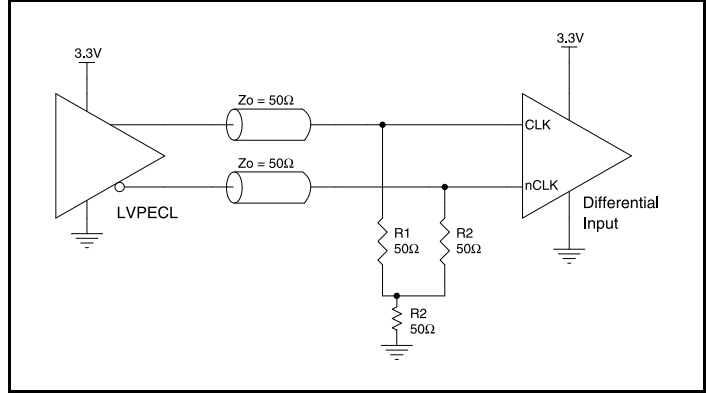 3.3V
3.3V
Zo = 50Ω
CLK
Zo = 50Ω
nCLK
LVPECL
Differential
Input
R1
50Ω
R2
50Ω
R2
50Ω